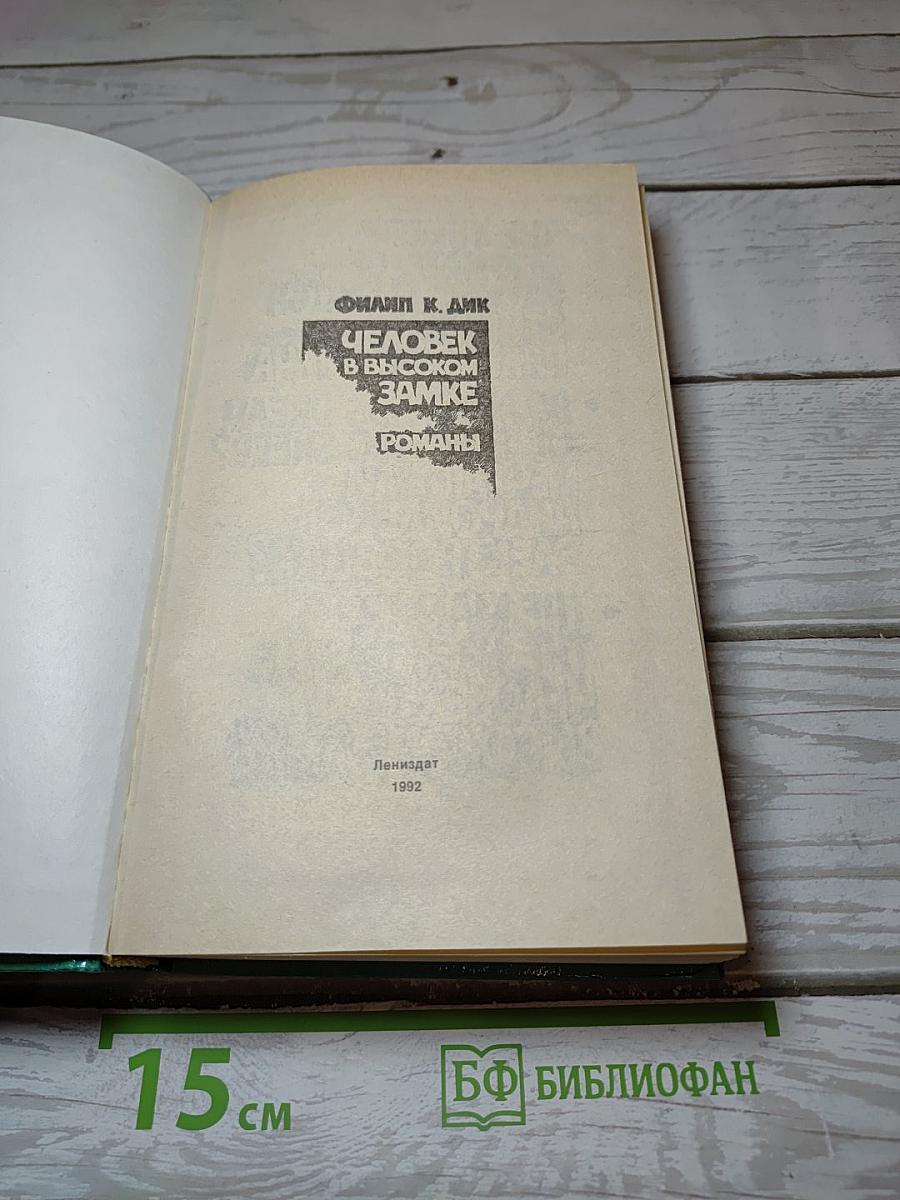 ФИЛИП К. ДИК
ЧЕЛОВЕК
В ВЫСОКОМ
ЗАМКЕ
РОМАНЫ
Лениздат
1992
15 см
БФ БИБЛИОФАН